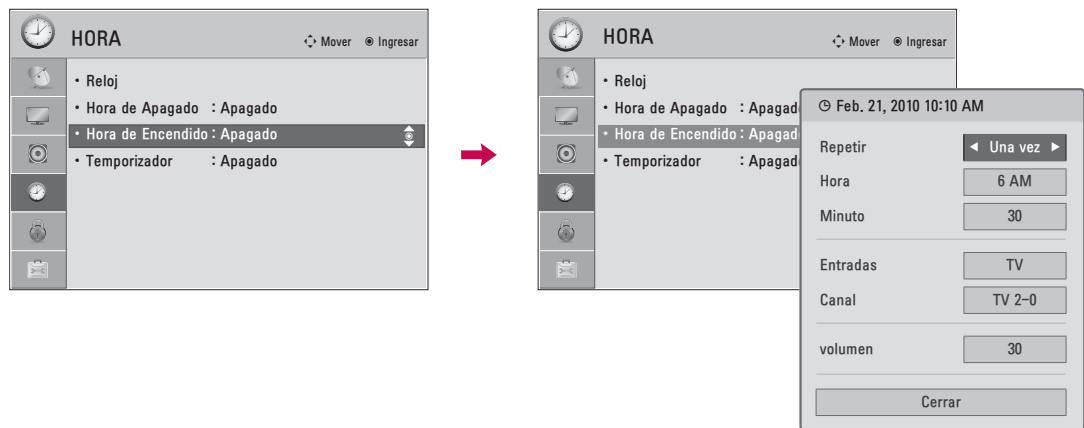 HORA
Mover Ingresar
• Reloj
• Hora de Apagado : Apagado
• Hora de Encendido : Apagado
• Temporizador : Apagado
HORA
Mover Ingresar
• Reloj
• Hora de Apagado : Apagad
• Hora de Encendido : Apagad
• Temporizador : Apagad
Feb. 21, 2010 10:10 AM
Repetir ◄ Una vez ►
Hora 6 AM
Minuto 30
Entradas TV
Canal TV 2-0
volumen 30
Cerrar